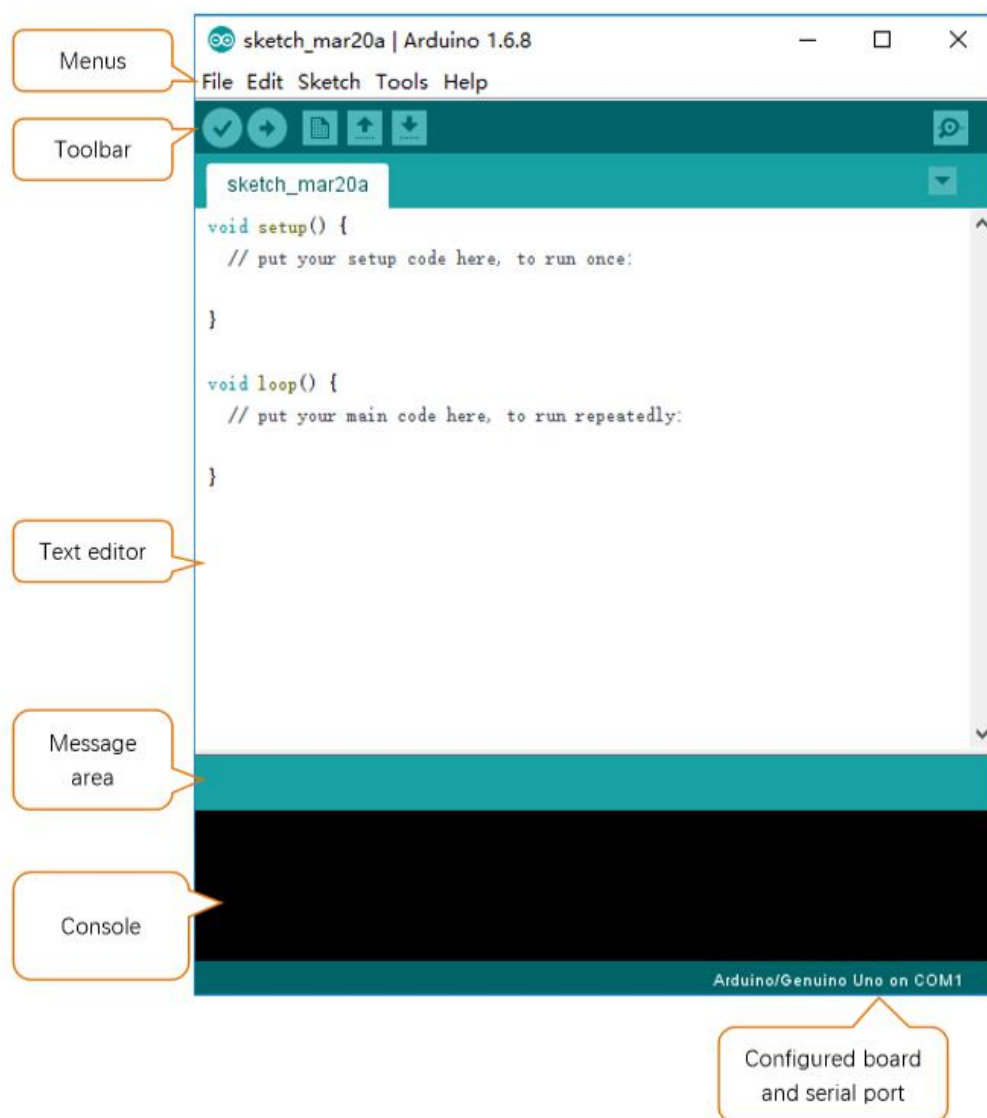 sketch_mar20a | Arduino 1.6.8
Menus
File Edit Sketch Tools Help
Toolbar
sketch_mar20a
void setup() {
// put your setup code here, to run once:
}
void loop() {
// put your main code here, to run repeatedly:
}
Text editor
Message
area
Console
Arduino/Genuino Uno on COM1
Configured board
and serial port